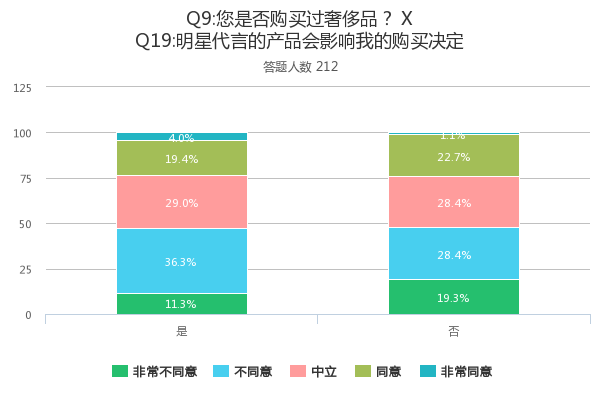 Q9:您是否购买过奢侈品？ X
Q19:明星代言的产品会影响我的购买决定
答题人数 212
125
100
75
50
25
0
4.0%
19.4%
29.0%
36.3%
11.3%
1.1%
22.7%
28.4%
28.4%
19.3%
是
否
非常不同意 不同意 中立 同意 非常同意